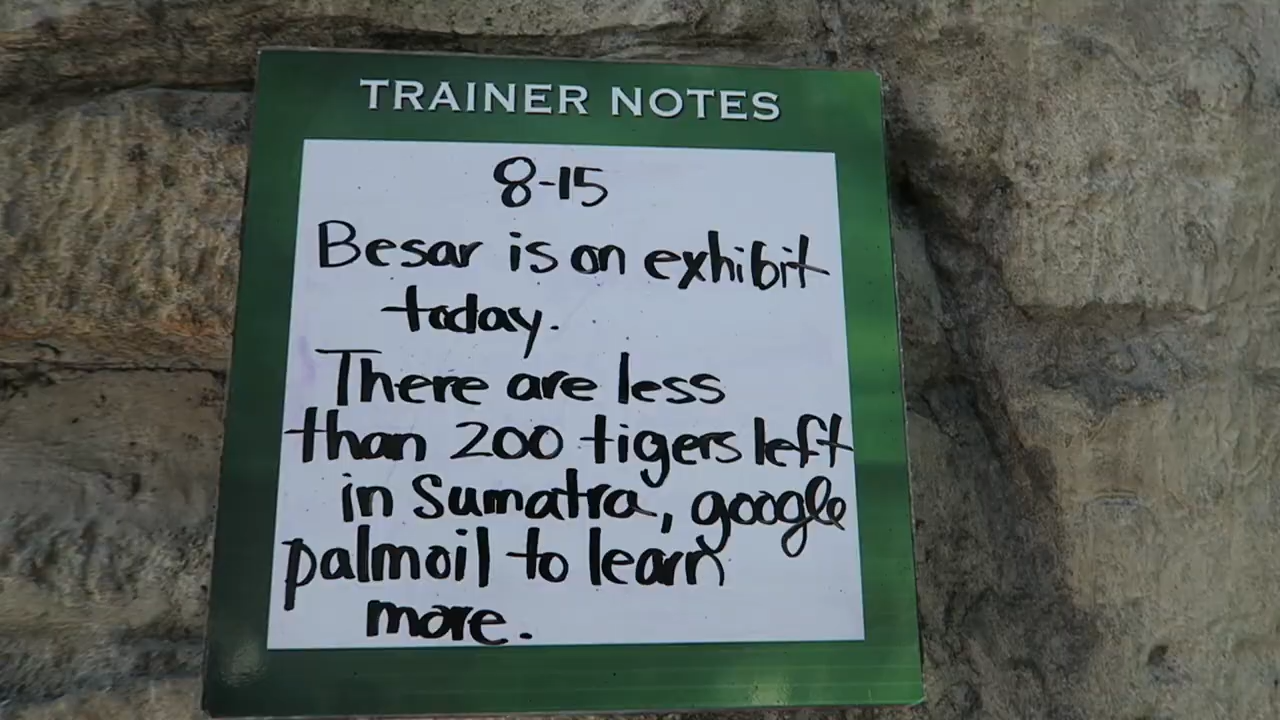 TRAINER NOTES
8-15
Besar is on exhibit
today.
There are less
than 200 tigers left
in Sumatra, google
palmoil to learn
more.